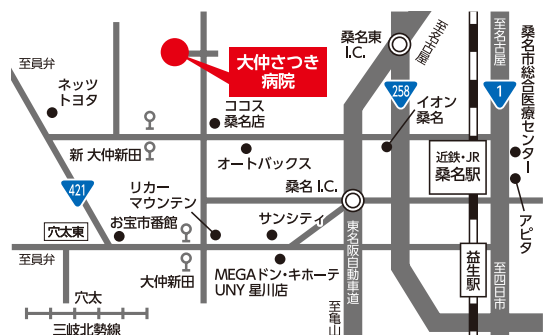 至員弁
ネッツ
トヨタ
大仲さつき
病院
桑名東
I.C.
至名古屋
至名古屋
1
258
桑名市総合医療センター
ココス
桑名店
イオン
桑名
新 大仲新田
オートバックス
近鉄・JR
桑名駅
421
リカー
マウンテン
桑名 I.C.
アピタ
穴太東
お宝市番館
サンシティ
東名阪自動車道
益生駅
至員弁
大仲新田
MEGAドン・キホーテ
UNY 星川店
至四日市
穴太
至亀山
三岐北勢線